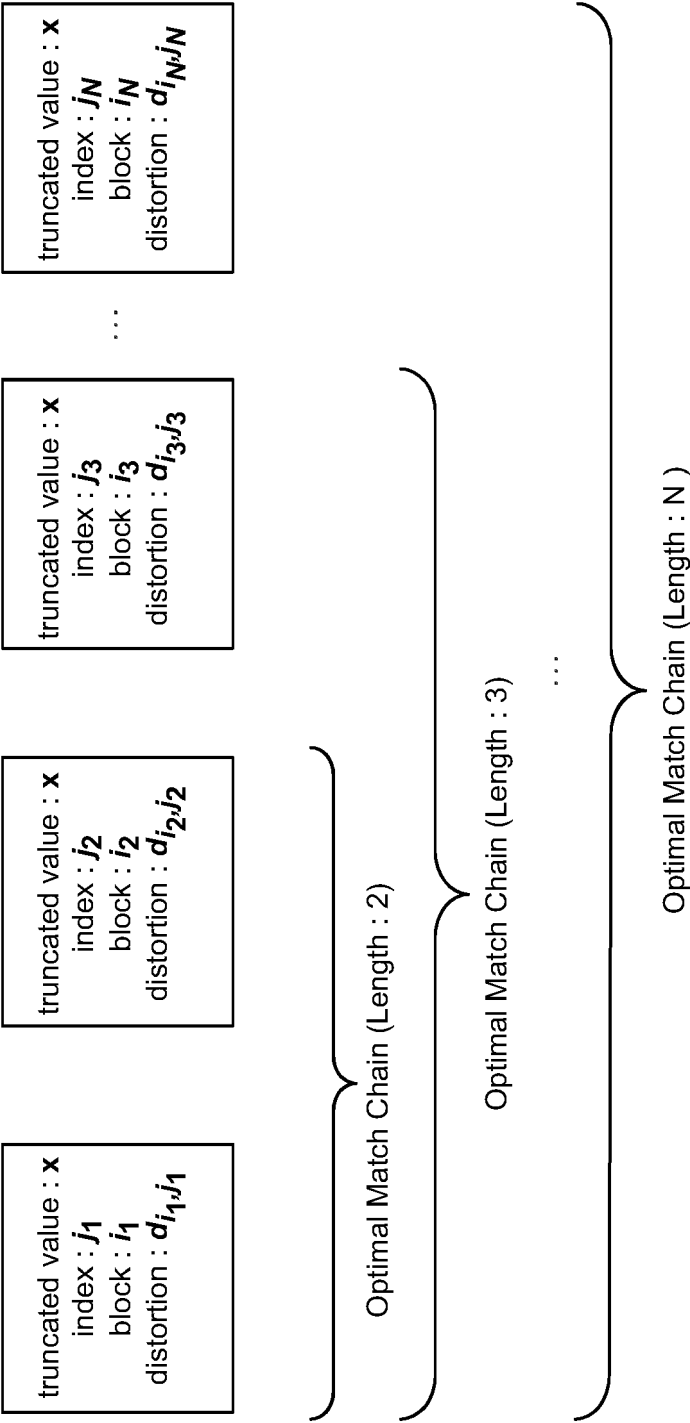 truncated value : x
index : j1
block : i1
distortion : di1,j1
truncated value : x
index : j2
block : i2
distortion : di2,j2
truncated value : x
index : j3
block : i3
distortion : di3,j3
...
truncated value : x
index : jN
block : iN
distortion : diN,jN
Optimal Match Chain (Length : 2)
Optimal Match Chain (Length : 3)
...
Optimal Match Chain (Length : N )